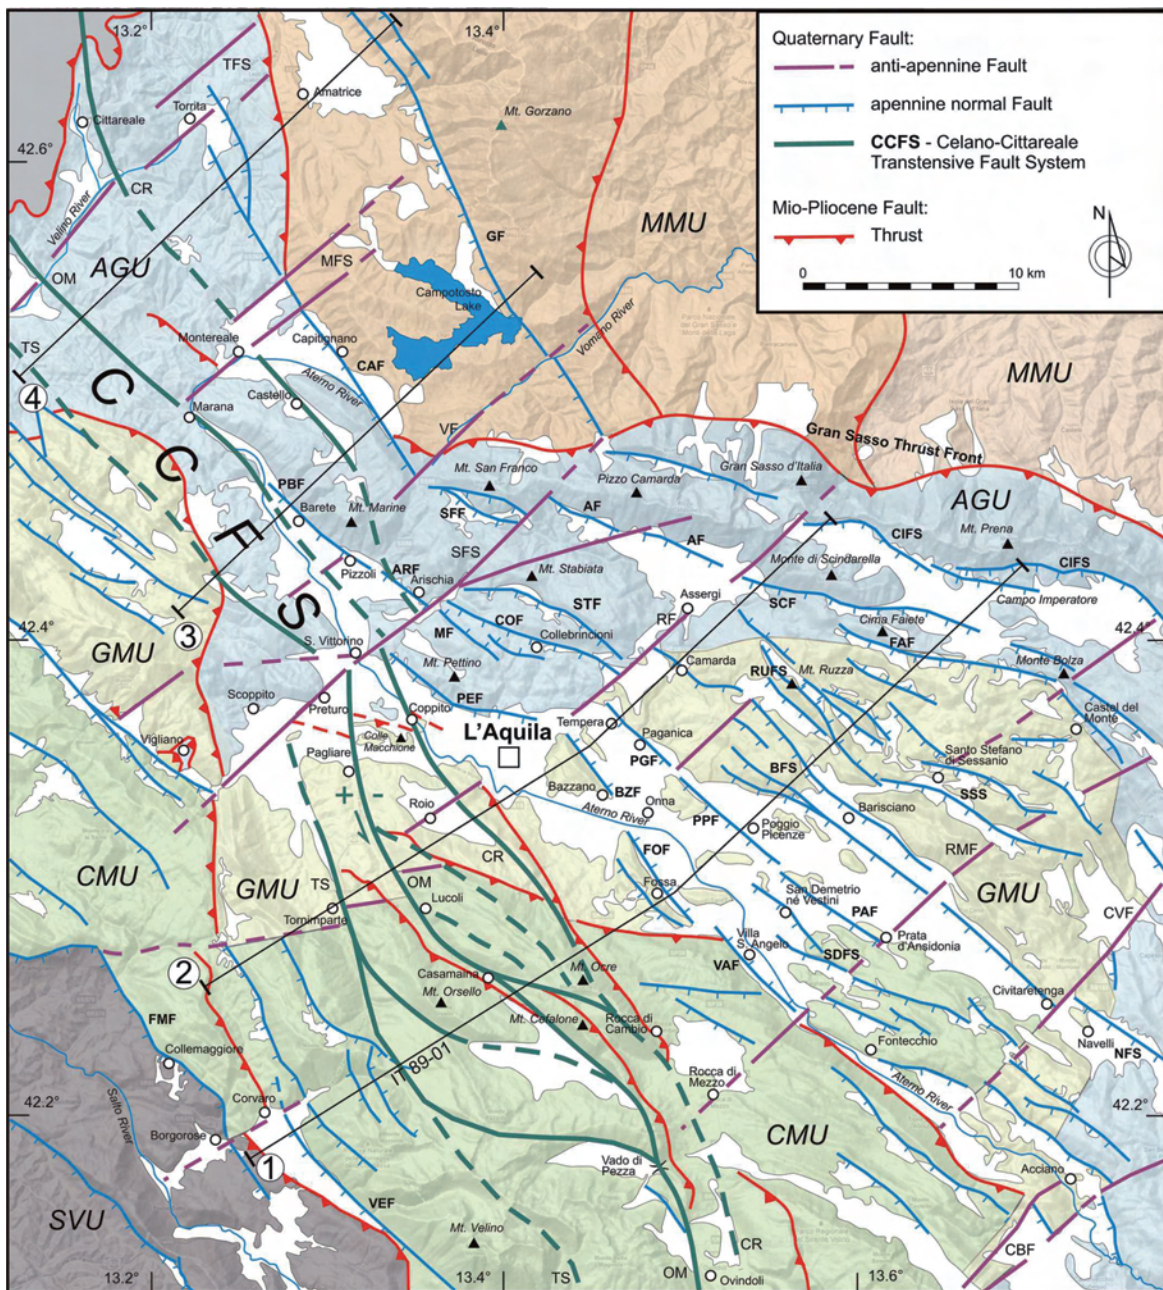 13.2°
13.4°
Quaternary Fault:
anti-apennine Fault
apennine normal Fault
CCFS - Celano-Cittareale
Transtensive Fault System
Mio-Pliocene Fault:
Thrust
N
0
10 km
TFS
Amatrice
Torrita
Cittareale
Mt. Gorzano
42.6°
CR
Velino River
GF
MMU
OM
AGU
MFS
Campotosto
Lake
Vomano River
TS
Montereale
Capitignano
CAF
MMU
4
C
Castello
Aterno River
Marana
VF
Gran Sasso Thrust Front
C
PBF
Mt. San Franco
Pizzo Camarda
Gran Sasso d'Italia
AGU
Barete
Mt. Marine
SFF
AF
CIFS
Mt. Prena
F
SFS
AF
Monte di Scindarella
Pizzoli
ARF
Arischia
Mt. Stabiata
CIFS
S
STF
Assergi
SCF
Campo Imperatore
3
COF
RF
Cima Faiete
42.4°
42.4°
GMU
S. Vittorino
MF
Collebrincioni
FAF
Mt. Pettino
Camarda
RUFS
Mt. Ruzza
Monte Bolza
Scoppito
Preturo
PEF
Coppito
Tempera
Castel del
Monte
Vigliano
Colle
Macchione
L'Aquila
Paganica
Pagliare
PGF
Santo Stefano
di Sessanio
+ -
Bazzano
BZF
BFS
SSS
Roio
Onna
Barisciano
Aterno River
PPF
Poggio
Picenze
CMU
CR
FOF
RMF
GMU
TS
OM
Fossa
San Demetrio
né Vestini
GMU
Tornimparte
Lucoli
PAF
CVF
Villa
S. Angelo
Prata
d'Ansidonia
2
Casamaina
Mt. Ocre
VAF
SDFS
Mt. Orsello
Civitaretenga
FMF
Mt. Cefalone
Rocca di
Cambio
Navelli
Collemaggiore
IT 89-01
Fontecchio
NFS
Rocca di
Mezzo
Aterno River
Salto River
Corvaro
42.2°
42.2°
Borgorose
CMU
1
Vado di
Pezza
Acciano
VEF
SVU
Mt. Velino
CR
CBF
13.2°
13.4°
TS
OM
Ovindoli
13.6°